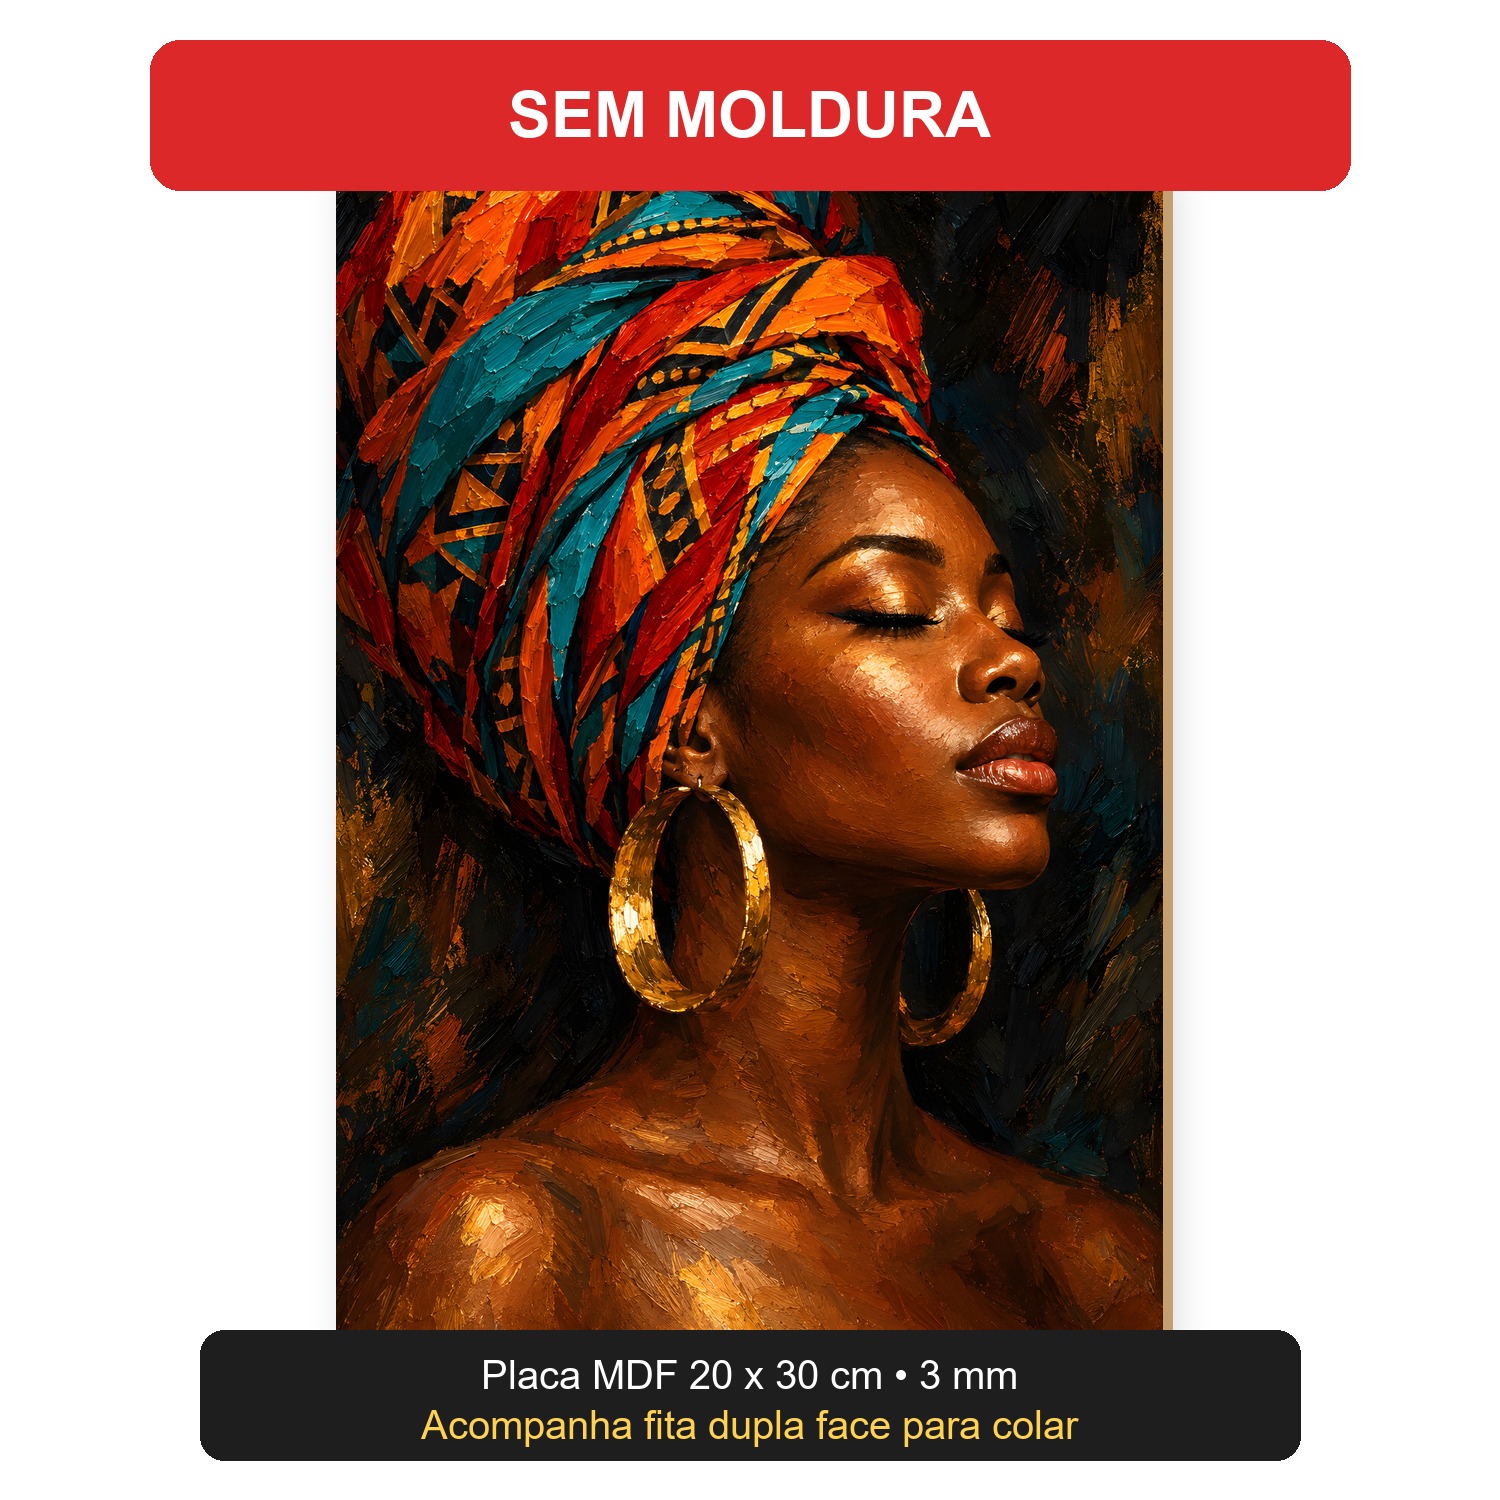 SEM MOLDURA
Placa MDF 20 x 30 cm • 3 mm
Acompanha fita dupla face para colar